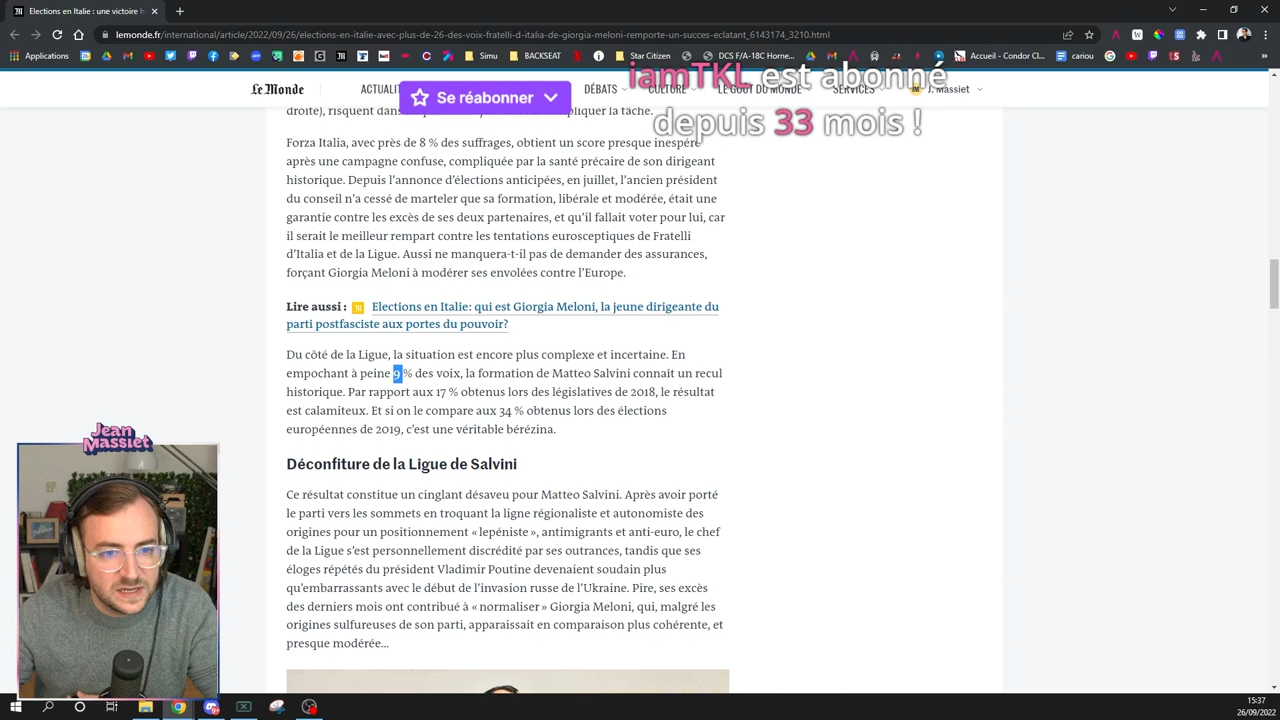 Elections en Italie : une victoire h
lemonde.fr/international/article/2022/09/26/elections-en-italie-avec-plus-de-26-des-voix-fratelli-d-italia-de-giorgia-meloni-remporte-un-succes-eclatant_6143174_3210.html
Applications
Simu
BACKSEAT
Star Citizen
DCS F/A-18C Horne...
Accueil - Condor Cl...
cariou
Le Monde
ACTUALIT
DÉBATS
CULTURE
LE GOÛT DU MONDE
SERVICES
J. Massiet
Se réabonner
iamTKL est abonné
depuis 33 mois !
Forza Italia, avec près de 8 % des suffrages, obtient un score presque inespéré
après une campagne confuse, compliquée par la santé précaire de son dirigeant
historique. Depuis l'annonce d'élections anticipées, en juillet, l'ancien président
du conseil n'a cessé de marteler que sa formation, libérale et modérée, était une
garantie contre les excès de ses deux partenaires, et qu'il fallait voter pour lui, car
il serait le meilleur rempart contre les tentations eurosceptiques de Fratelli
d'Italia et de la Ligue. Aussi ne manquera-t-il pas de demander des assurances,
forçant Giorgia Meloni à modérer ses envolées contre l'Europe.
Lire aussi : Elections en Italie: qui est Giorgia Meloni, la jeune dirigeante du
parti postfasciste aux portes du pouvoir?
Du côté de la Ligue, la situation est encore plus complexe et incertaine. En
empochant à peine 9 % des voix, la formation de Matteo Salvini connaît un recul
historique. Par rapport aux 17 % obtenus lors des législatives de 2018, le résultat
est calamiteux. Et si on le compare aux 34 % obtenus lors des élections
européennes de 2019, c'est une véritable bérézina.
Déconfiture de la Ligue de Salvini
Ce résultat constitue un cinglant désaveu pour Matteo Salvini. Après avoir porté
le parti vers les sommets en troquant la ligne régionaliste et autonomiste des
origines pour un positionnement « lepéniste », antimigrants et anti-euro, le chef
de la Ligue s'est personnellement discrédité par ses outrances, tandis que ses
éloges répétés du président Vladimir Poutine devenaient soudain plus
qu'embarrassants avec le début de l'invasion russe de l'Ukraine. Pire, ses excès
des derniers mois ont contribué à « normaliser » Giorgia Meloni, qui, malgré les
origines sulfureuses de son parti, apparaissait en comparaison plus cohérente, et
presque modérée...
Jean
Massiet
15:37
26/09/2022